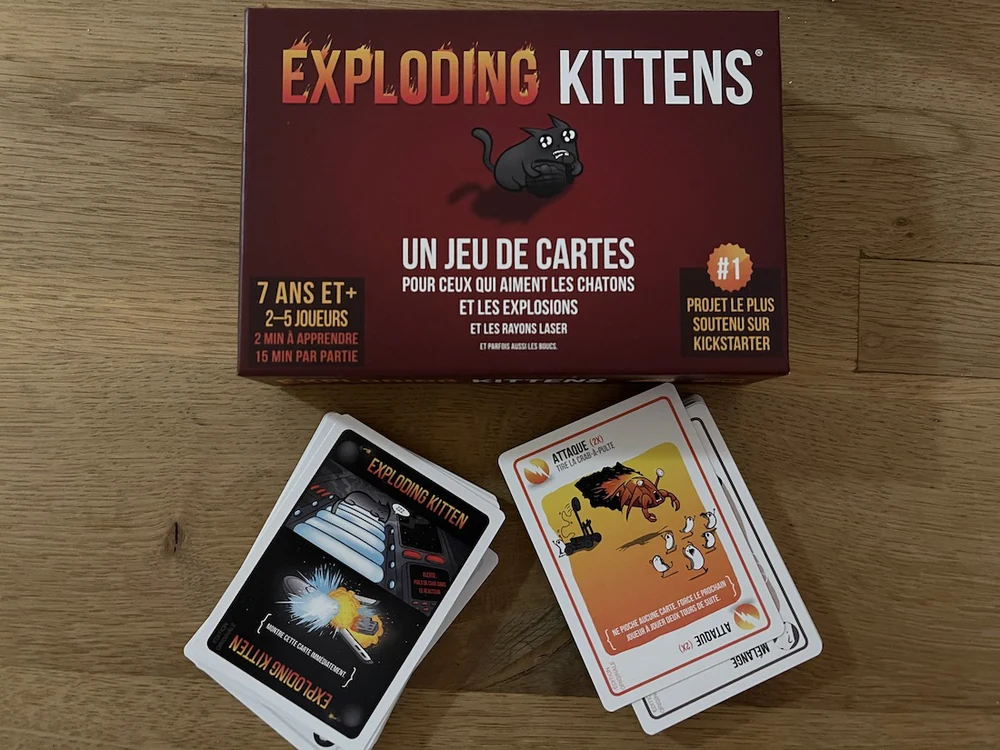 EXPLODING KITTENS®
UN JEU DE CARTES
POUR CEUX QUI AIMENT LES CHATONS
ET LES EXPLOSIONS
ET LES RAYONS LASER
ET PARFOIS AUSSI LES BOUCS.
7 ANS ET+
2–5 JOUEURS
2 MIN À APPRENDRE
15 MIN PAR PARTIE
#1
PROJET LE PLUS
SOUTENU SUR
KICKSTARTER
KITTENS
EXPLODING KITTEN
MONTRE CETTE CARTE IMMÉDIATEMENT.
EXPLODING KITTEN
ATTAQUE (2X)
TIRE LA CRAB-A-PULTE
NE PIOCHE AUCUNE CARTE. FORCE LE PROCHAIN
JOUEUR À JOUER DEUX TOURS DE SUITE.
ATTAQUE (2X)
MÉLANGE